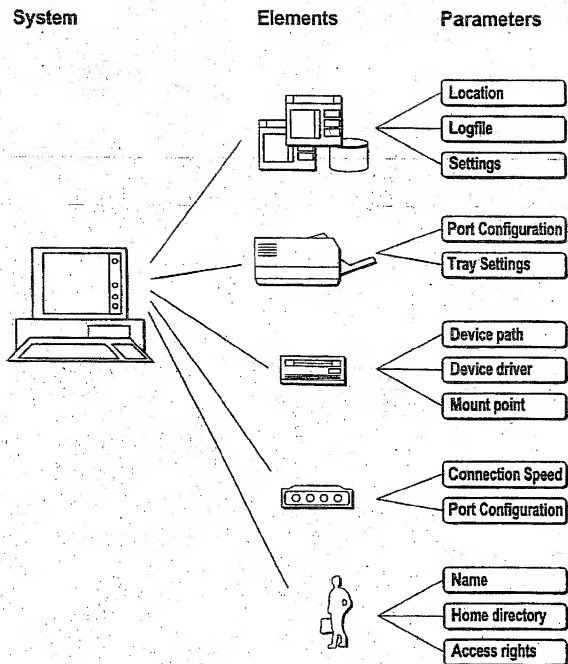 System Elements Parameters
Location
Logfile
Settings
Port Configuration
Tray Settings
Device path
Device driver
Mount point
Connection Speed
Port Configuration
Name
Home directory
Access rights